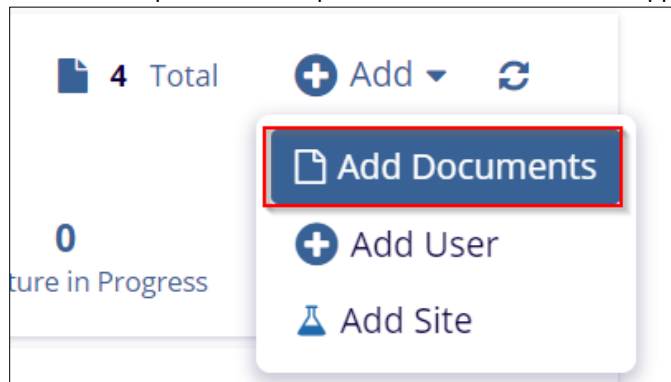 4 Total Add
Add Documents
Add User
0
ture in Progress
Add Site